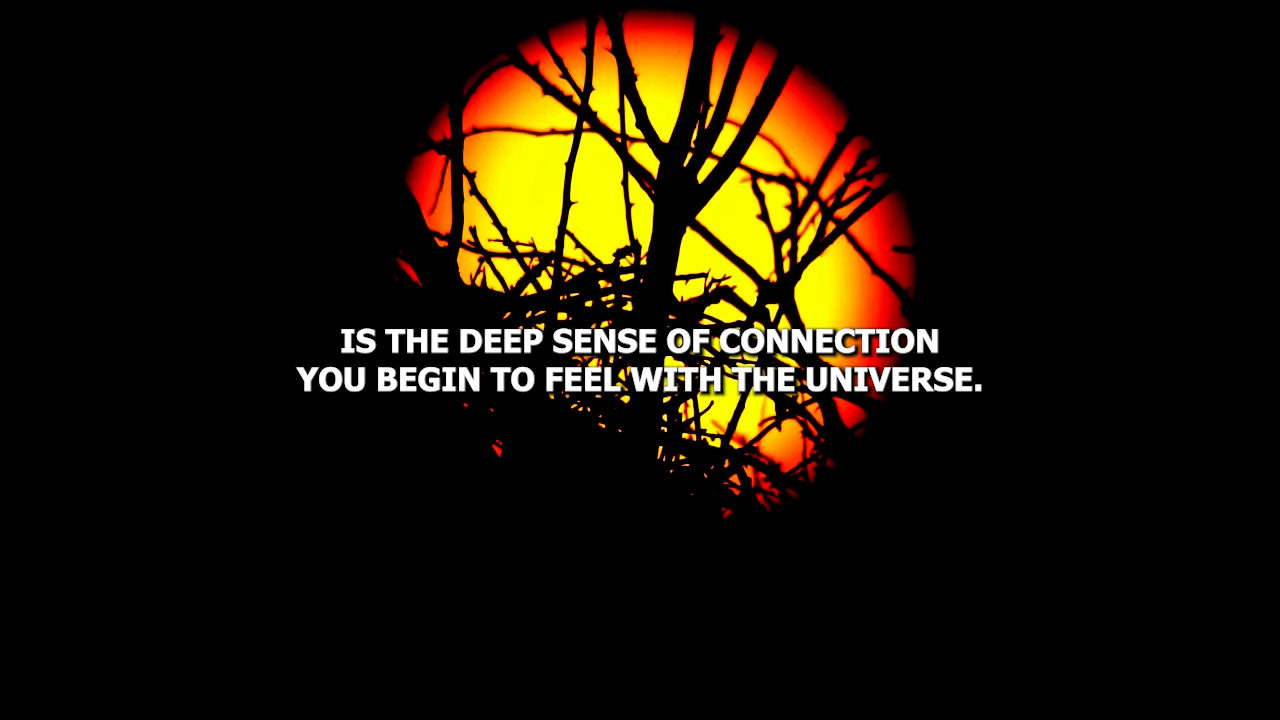 IS THE DEEP SENSE OF CONNECTION
YOU BEGIN TO FEEL WITH THE UNIVERSE.